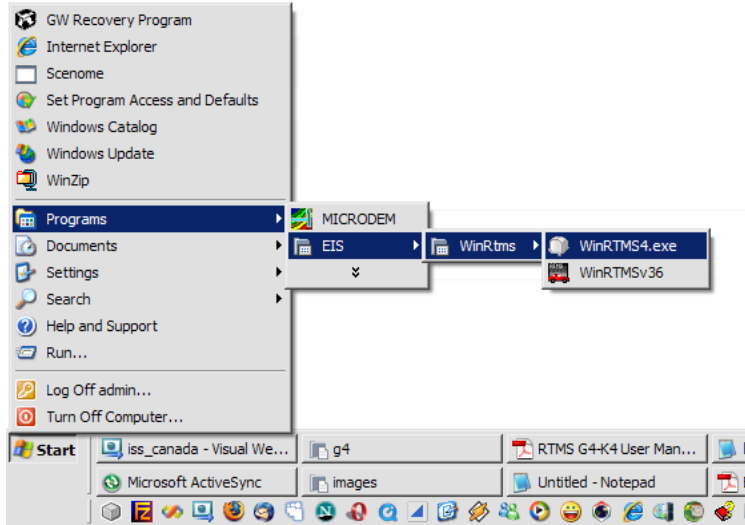 GW Recovery Program
Internet Explorer
Scenome
Set Program Access and Defaults
Windows Catalog
Windows Update
WinZip
Programs
MICRODEM
Documents
EIS
WinRtms
WinRTMS4.exe
Settings
WinRTMSv36
Search
Help and Support
Run...
Log Off admin...
Turn Off Computer...
Start
iss_canada - Visual We...
g4
RTMS G4-K4 User Man...
Microsoft ActiveSync
images
Untitled - Notepad